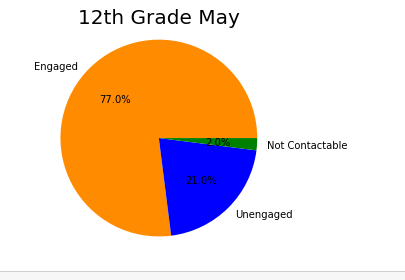 12th Grade May
Engaged
77.0%
2.0%
Not Contactable
21.0%
Unengaged